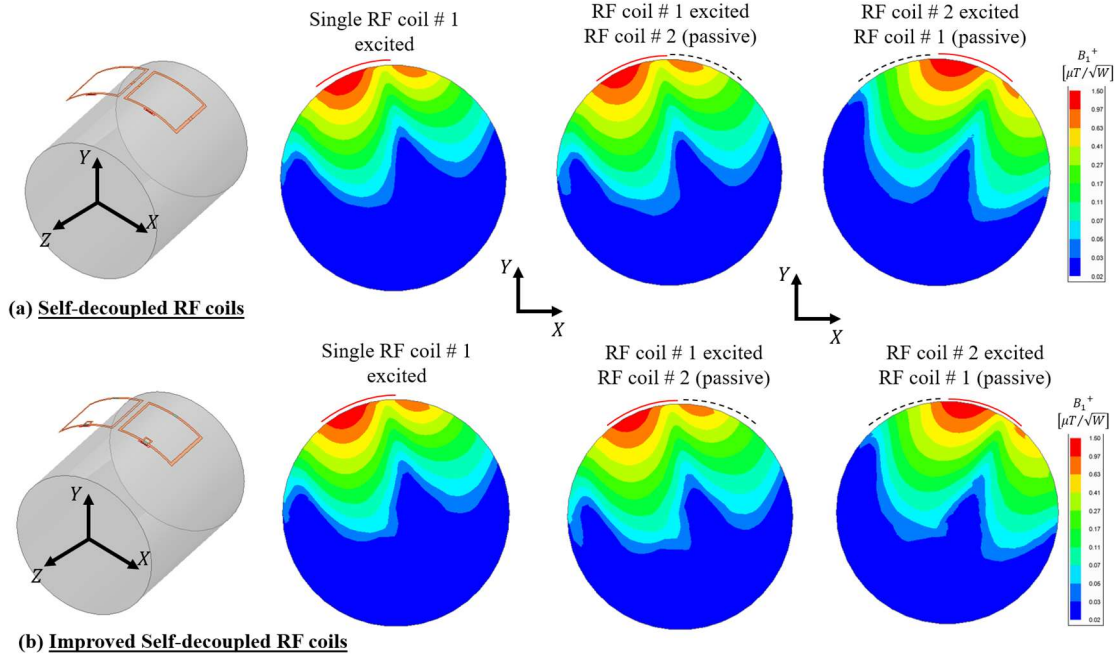 Single RF coil # 1
excited
RF coil # 1 excited
RF coil # 2 (passive)
RF coil # 2 excited
RF coil # 1 (passive)
B₁⁺
[μT/√W]
1.50
0.97
0.63
0.41
0.26
0.17
0.11
0.07
0.05
0.03
0.02
Y
X
Z
Y
X
Y
X
(a) Self-decoupled RF coils
Single RF coil # 1
excited
RF coil # 1 excited
RF coil # 2 (passive)
RF coil # 2 excited
RF coil # 1 (passive)
B₁⁺
[μT/√W]
1.50
0.97
0.63
0.41
0.26
0.17
0.11
0.07
0.05
0.03
0.02
Y
X
Z
(b) Improved Self-decoupled RF coils